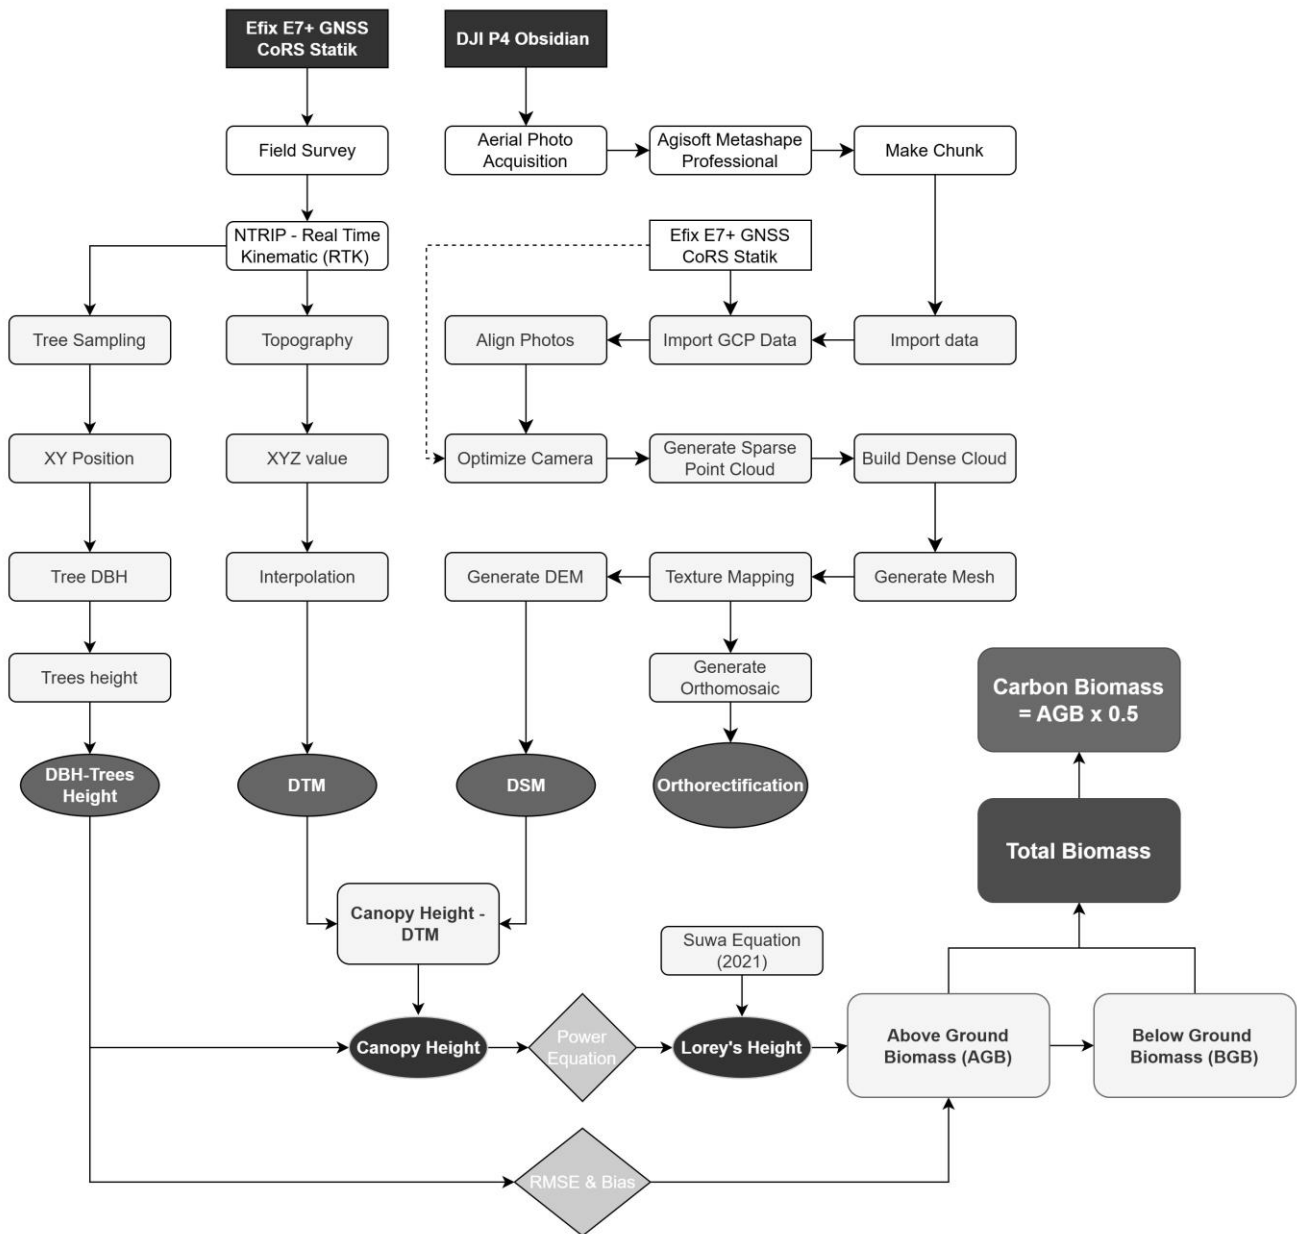 Efix E7+ GNSS
CoRS Statik
DJI P4 Obsidian
Field Survey
Aerial Photo
Acquisition
Agisoft Metashape
Professional
Make Chunk
NTRIP - Real Time
Kinematic (RTK)
Efix E7+ GNSS
CoRS Statik
Tree Sampling
Topography
Align Photos
Import GCP Data
Import data
XY Position
XYZ value
Optimize Camera
Generate Sparse
Point Cloud
Build Dense Cloud
Tree DBH
Interpolation
Generate DEM
Texture Mapping
Generate Mesh
Trees height
Generate
Orthomosaic
Carbon Biomass
= AGB x 0.5
DBH-Trees
Height
DTM
DSM
Orthorectification
Total Biomass
Canopy Height -
DTM
Suwa Equation
(2021)
Canopy Height
Power
Equation
Lorey's Height
Above Ground
Biomass (AGB)
Below Ground
Biomass (BGB)
RMSE & Bias